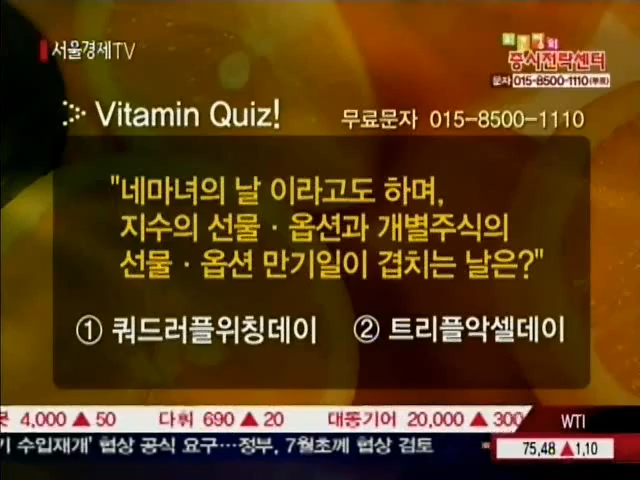 서울경제TV
증시전략센터
문자 015-8500-1110(무료)
Vitamin Quiz!
무료문자 015-8500-1110
"네마녀의 날 이라고도 하며,
지수의 선물 · 옵션과 개별주식의
선물 · 옵션 만기일이 겹치는 날은?"
① 쿼드러플위칭데이 ② 트리플악셀데이
4,000 ▲ 50 다휘 690 ▲ 20 대동기어 20,000 ▲ 300
WTI
수입재개' 협상 공식 요구…정부, 7월초께 협상 검토
75,48 ▲1,10